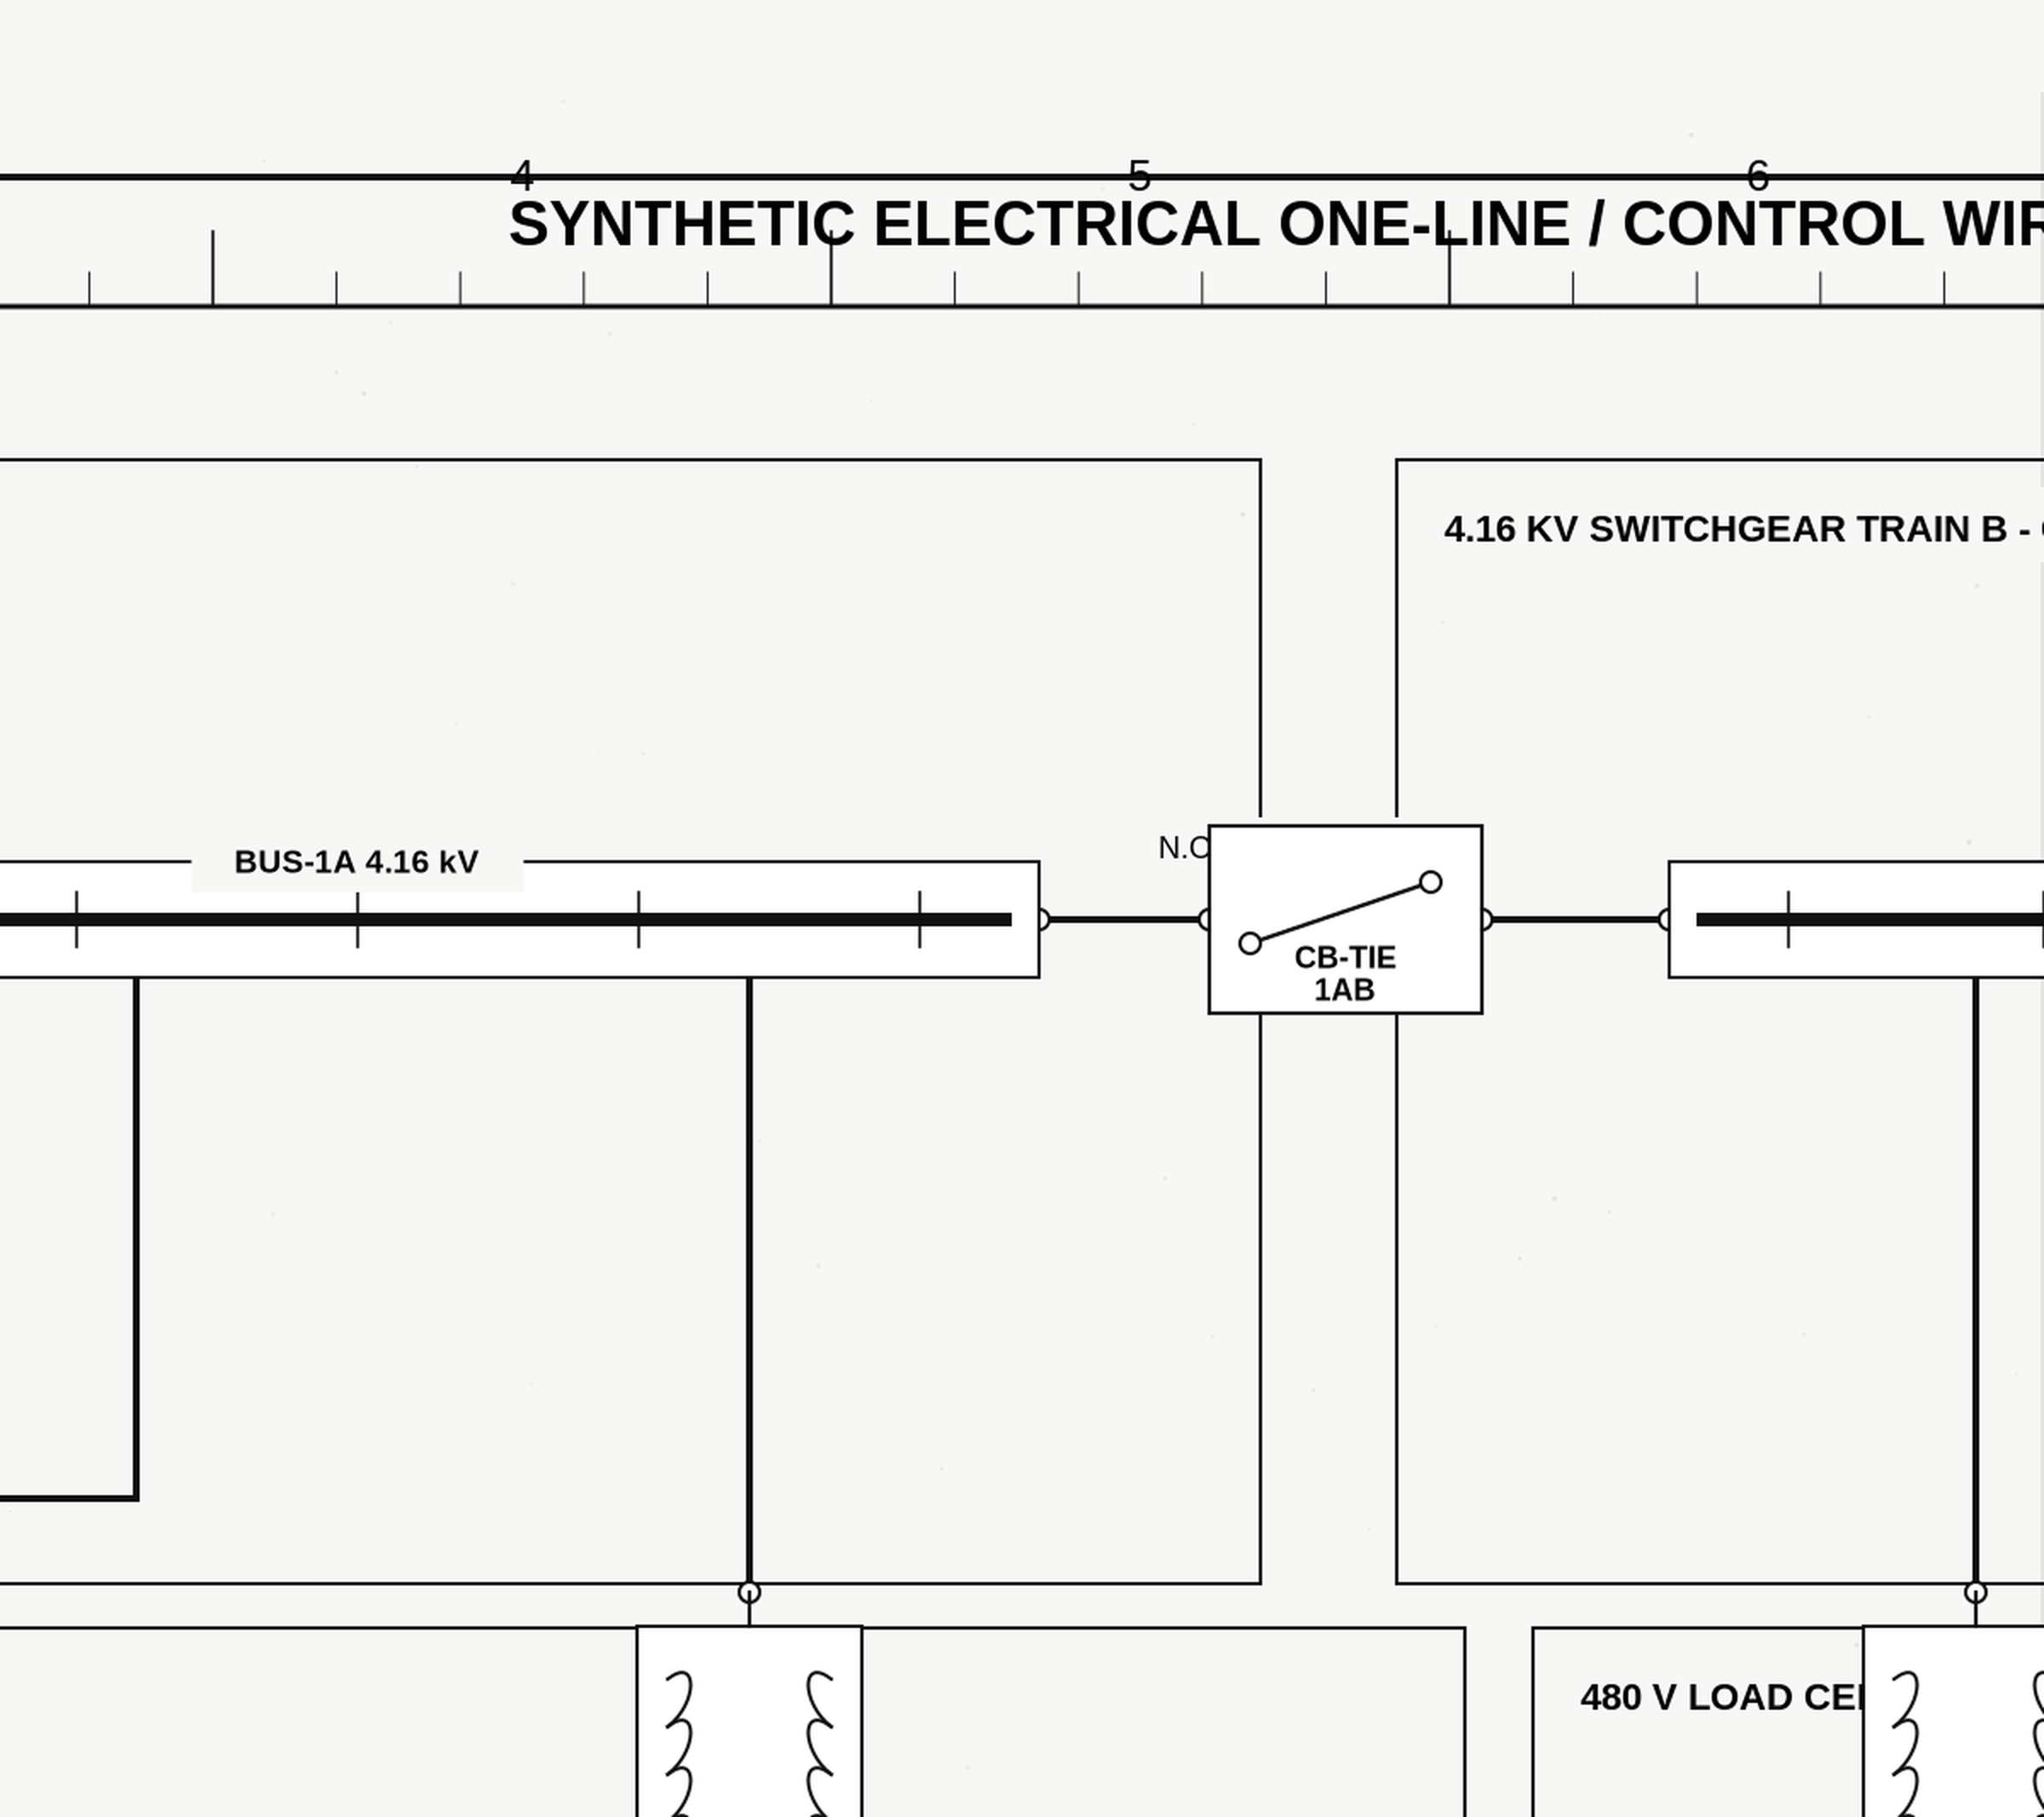 4 5 6
SYNTHETIC ELECTRICAL ONE-LINE / CONTROL
4.16 KV SWITCHGEAR TRAIN B -
N.O
BUS-1A 4.16 kV
CB-TIE
1AB
480 V LOAD